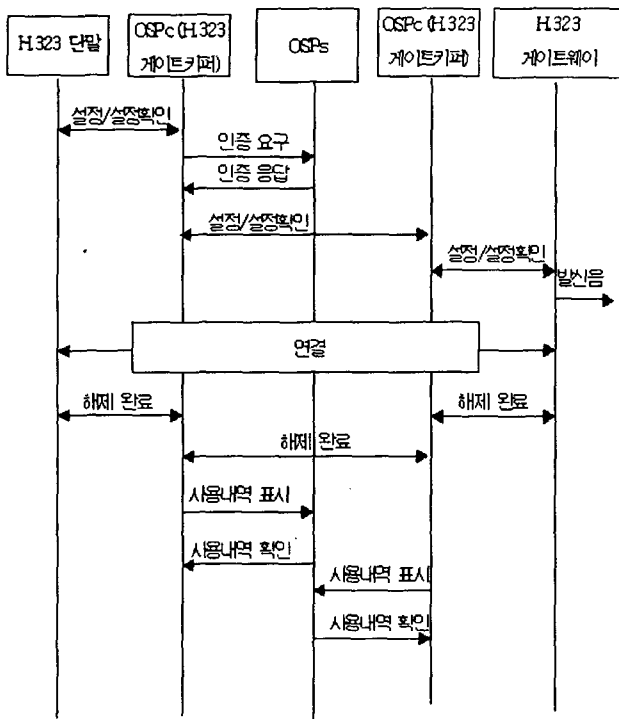 H.323 단말
OSPc (H.323
게이트키퍼)
OSPs
OSPc (H.323
게이트키퍼)
H.323
게이트웨이
설정/설정확인
인증 요구
인증 응답
설정/설정확인
설정/설정확인
발신음
연결
해제 완료
해제 완료
해제 완료
사용내역 표시
사용내역 확인
사용내역 표시
사용내역 확인